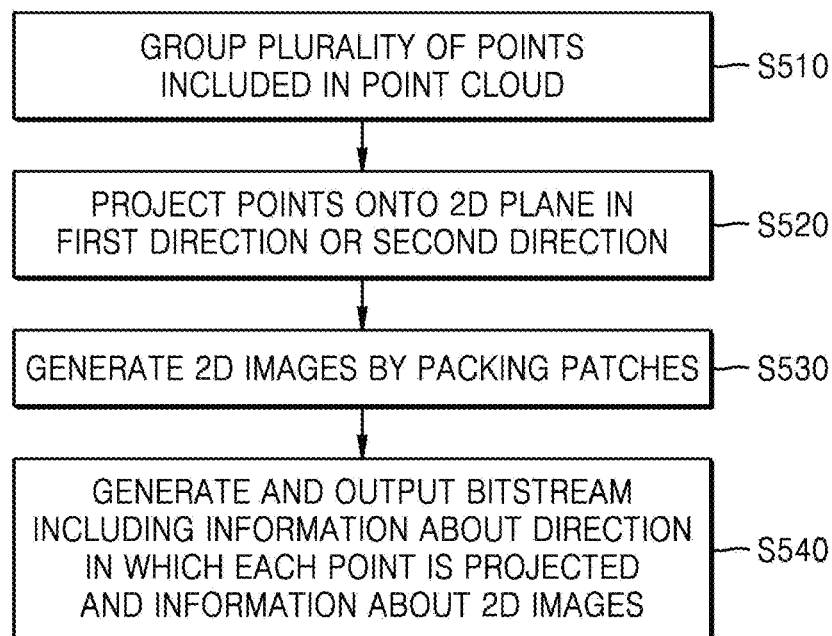 GROUP PLURALITY OF POINTS
INCLUDED IN POINT CLOUD
S510
PROJECT POINTS ONTO 2D PLANE IN
FIRST DIRECTION OR SECOND DIRECTION
S520
GENERATE 2D IMAGES BY PACKING PATCHES
S530
GENERATE AND OUTPUT BITSTREAM
INCLUDING INFORMATION ABOUT DIRECTION
IN WHICH EACH POINT IS PROJECTED
AND INFORMATION ABOUT 2D IMAGES
S540